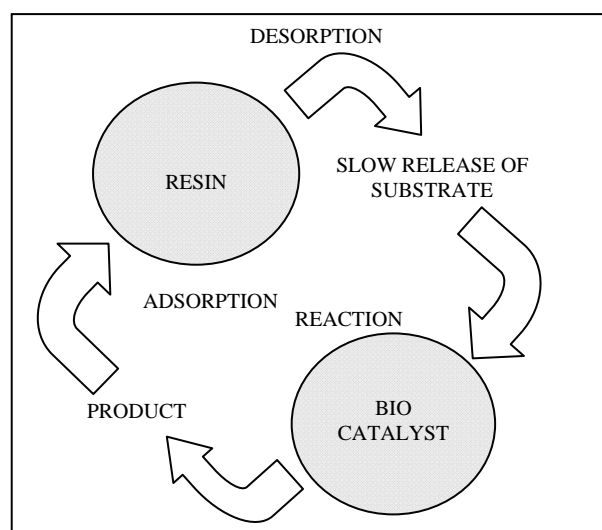 DESORPTION
RESIN
SLOW RELEASE OF
SUBSTRATE
ADSORPTION
REACTION
PRODUCT
BIO
CATALYST